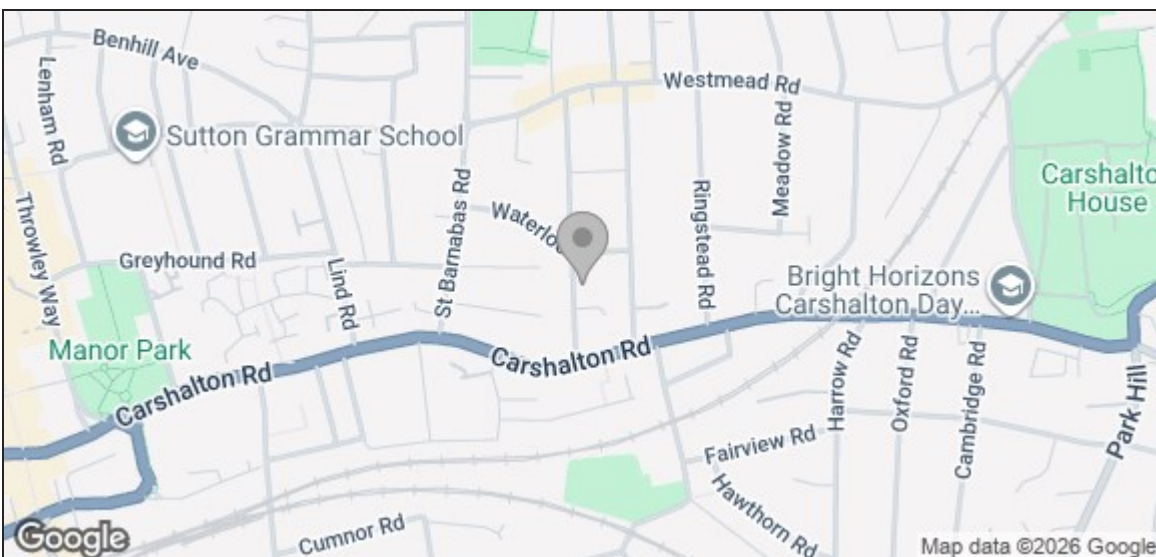 Benhill Ave
Lenham Rd
Sutton Grammar School
Westmead Rd
Meadow Rd
Ringstead Rd
Carshalto
House
Throwley Way
Greyhound Rd
Lind Rd
St Barnabas Rd
Waterloo
Bright Horizons
Carshalton Day...
Manor Park
Carshalton Rd
Carshalton Rd
Harrow Rd
Oxford Rd
Cambridge Rd
Park Hill
Fairview Rd
Hawthorn Rd
Cumnor Rd
Google
Map data ©2026 Google